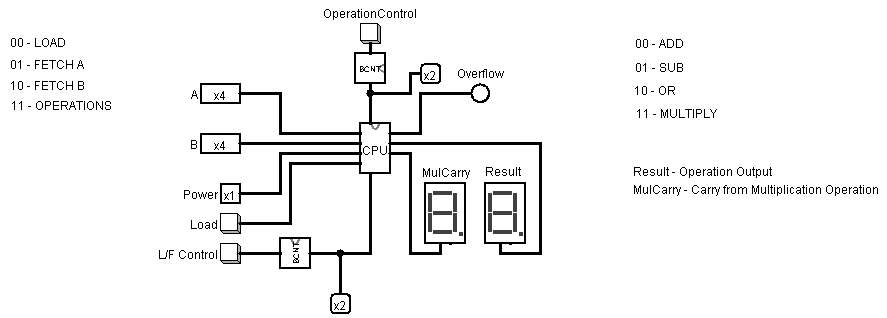 OperationControl
00 - LOAD
01 - FETCH A
10 - FETCH B
11 - OPERATIONS
00 - ADD
01 - SUB
10 - OR
11 - MULTIPLY
BCNT
x2
Overflow
A x4
B x4
CPU
Power x1
Load
L/F Control
BCNT
x2
MulCarry
Result
Result - Operation Output
MulCarry - Carry from Multiplication Operation